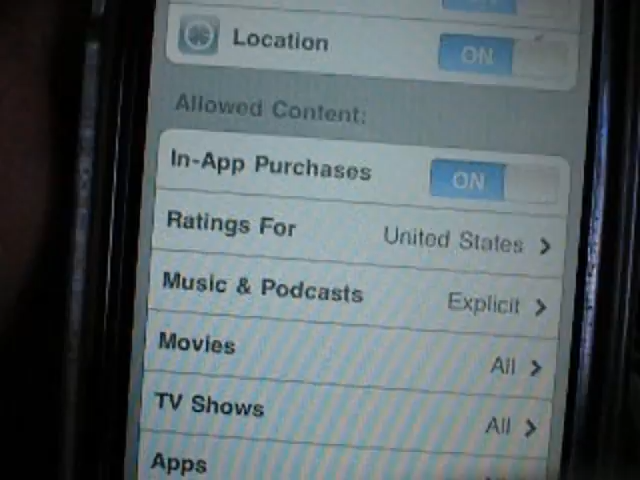 Location ON
Allowed Content:
In-App Purchases ON
Ratings For United States
Music & Podcasts Explicit
Movies All
TV Shows All
Apps